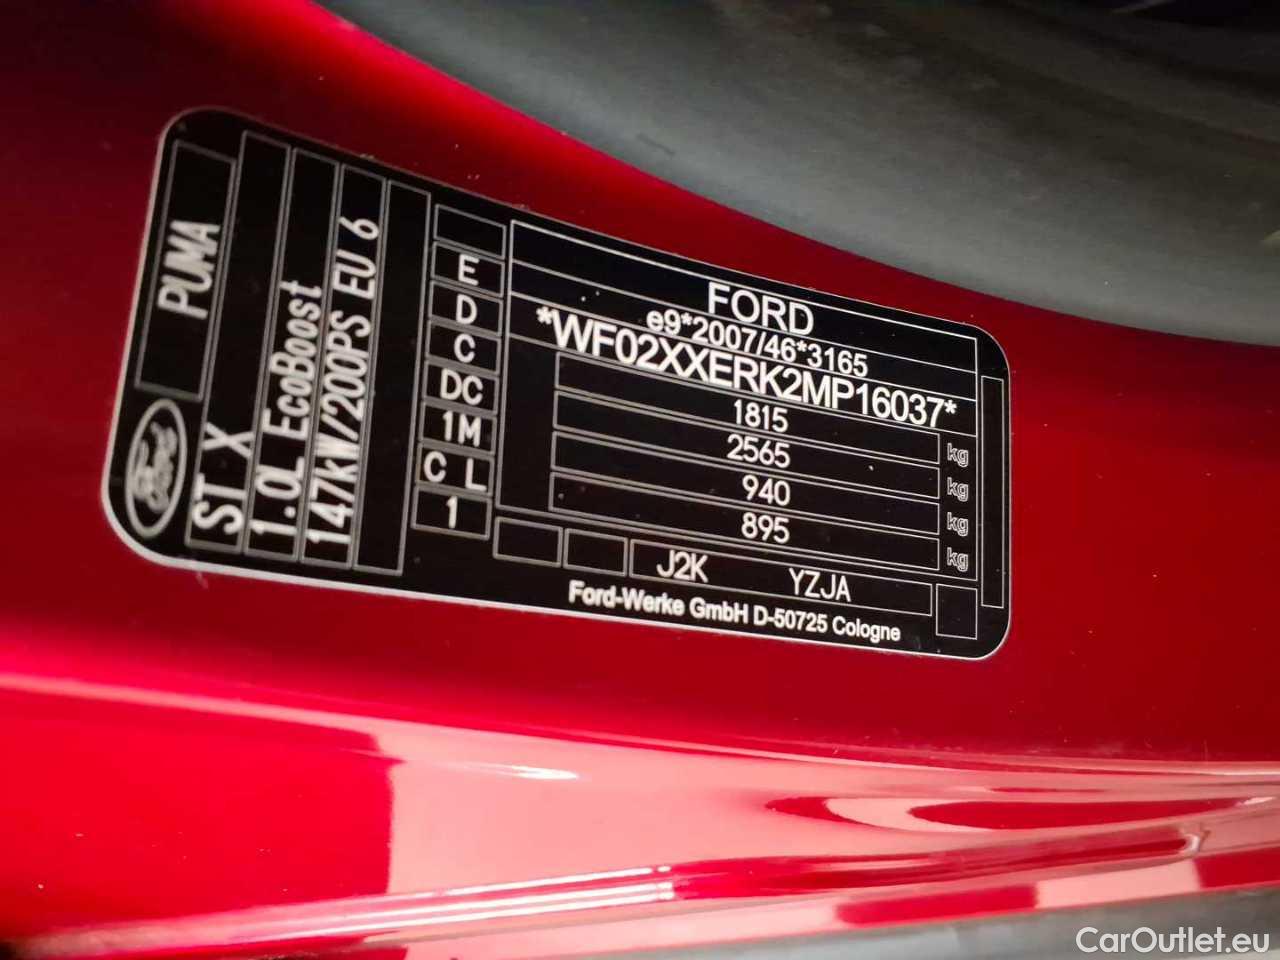 PUMA
Ford
ST X
1.0L EcoBoost
147kW/200PS EU 6
E
D
C
DC
1M
C L
1
FORD
e9*2007/46*3165
*WF02XXERK2MP16037*
1815 kg
2565 kg
940 kg
895 kg
J2K YZJA
Ford-Werke GmbH D-50725 Cologne
CarOutlet.eu